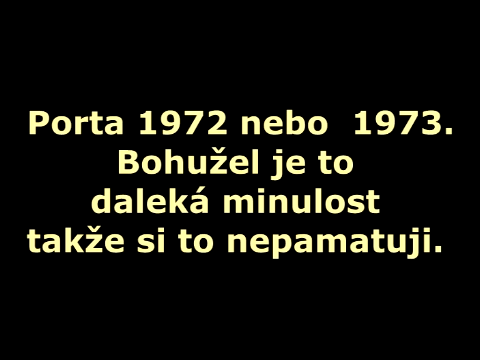 Porta 1972 nebo  1973.
Bohužel je to
daleká minulost
takže si to nepamatuji.